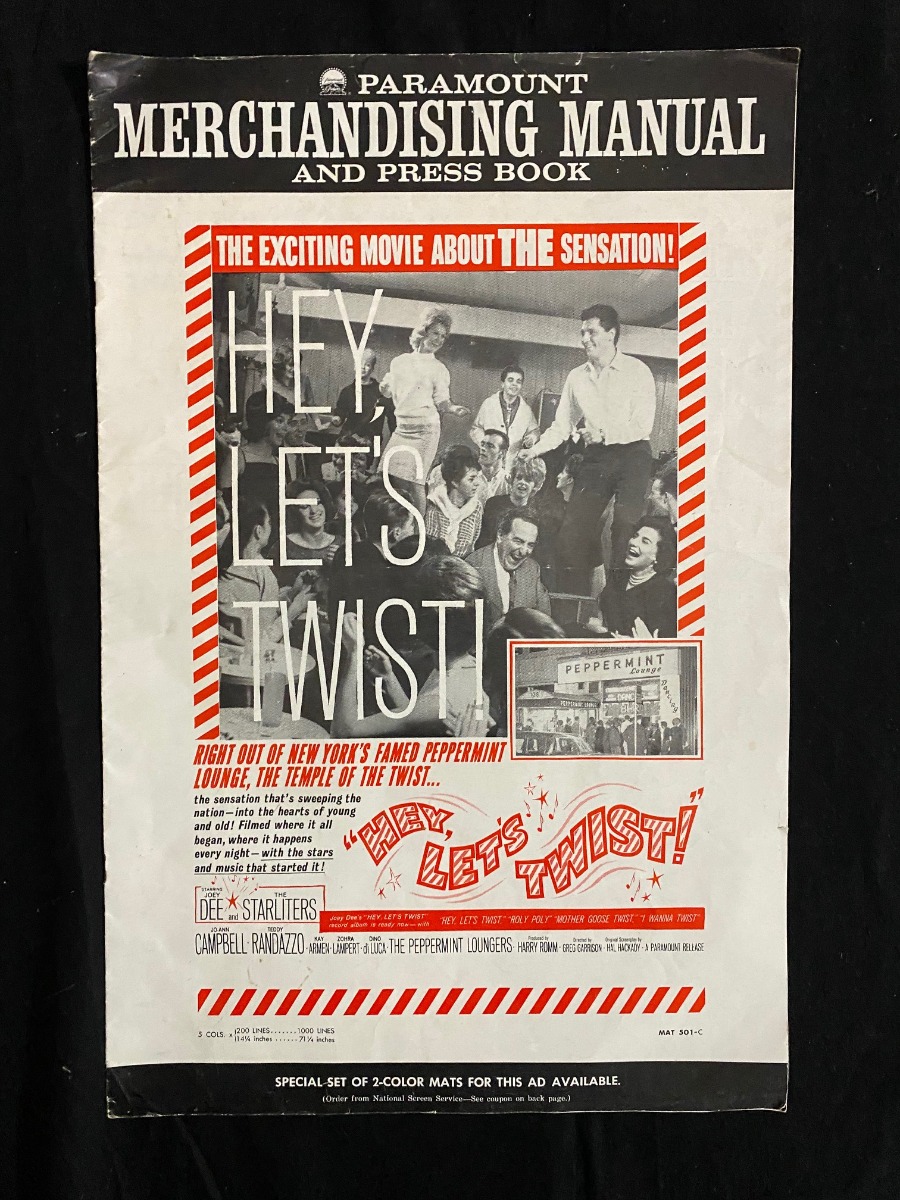 PARAMOUNT
MERCHANDISING MANUAL
AND PRESS BOOK
THE EXCITING MOVIE ABOUT THE SENSATION!
HEY,
LET'S
TWIST!
PEPPERMINT
Lounge
DANCING
PEPPERMINT LOUNGE
RIGHT OUT OF NEW YORK'S FAMED PEPPERMINT
LOUNGE, THE TEMPLE OF THE TWIST...
the sensation that's sweeping the
nation—into the hearts of young
and old! Filmed where it all
began, where it happens
every night—with the stars
and music that started it!
"HEY, LET'S TWIST!"
STARRING
JOEY DEE and THE STARLITERS
Joey Dee's "HEY, LET'S TWIST"
record album is ready now—with
"HEY, LET'S TWIST," "ROLY POLY" "MOTHER GOOSE TWIST," "I WANNA TWIST"
JO-ANN CAMPBELL · TEDDY RANDAZZO · KAY ARMEN · ZOHRA LAMPERT · DINO di LUCA · THE PEPPERMINT LOUNGERS · Produced by HARRY ROMM · Directed by GREG GARRISON · Original Screenplay by HAL HACKADY · A PARAMOUNT RELEASE
5 COLS. x
1200 LINES.......1000 LINES
14¼ inches ......71¼ inches
MAT 501-C
SPECIAL SET OF 2-COLOR MATS FOR THIS AD AVAILABLE.
(Order from National Screen Service—See coupon on back page.)